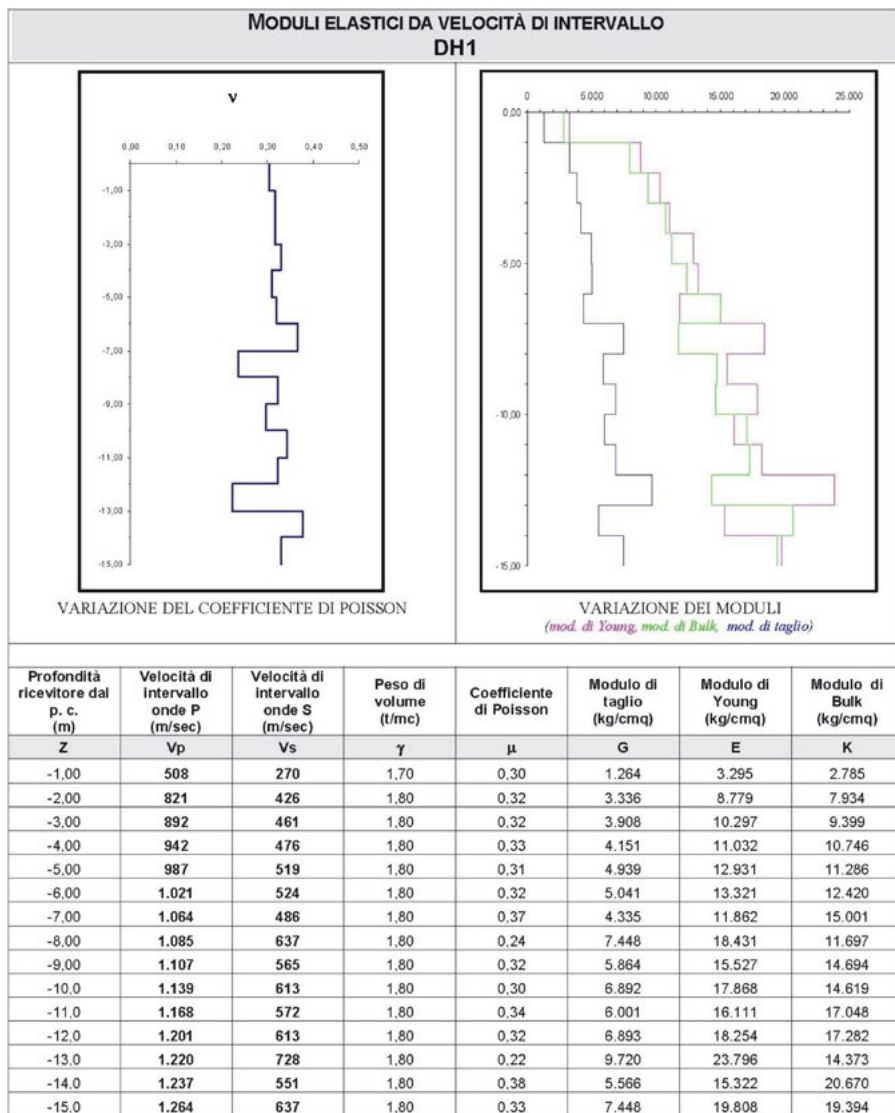 MODULI ELASTICI DA VELOCITÀ DI INTERVALLO
DH1
ν
0,00 0,10 0,20 0,30 0,40 0,50
-1,00
-3,00
-5,00
-7,00
-9,00
-11,00
-13,00
-15,00
VARIAZIONE DEL COEFFICIENTE DI POISSON
0 5.000 10.000 15.000 20.000 25.000
0,00
-5,00
-10,00
-15,00
VARIAZIONE DEI MODULI
(mod. di Young, mod. di Bulk, mod. di taglio)
Profondità ricevitore dal p. c. (m) Velocità di intervallo onde P (m/sec) Velocità di intervallo onde S (m/sec) Peso di volume (t/mc) Coefficiente di Poisson Modulo di taglio (kg/cmq) Modulo di Young (kg/cmq) Modulo di Bulk (kg/cmq)
Z Vp Vs γ μ G E K
-1,00 508 270 1,70 0,30 1.264 3.295 2.785
-2,00 821 426 1,80 0,32 3.336 8.779 7.934
-3,00 892 461 1,80 0,32 3.908 10.297 9.399
-4,00 942 476 1,80 0,33 4.151 11.032 10.746
-5,00 987 519 1,80 0,31 4.939 12.931 11.286
-6,00 1.021 524 1,80 0,32 5.041 13.321 12.420
-7,00 1.064 486 1,80 0,37 4.335 11.862 15.001
-8,00 1.085 637 1,80 0,24 7.448 18.431 11.697
-9,00 1.107 565 1,80 0,32 5.864 15.527 14.694
-10,0 1.139 613 1,80 0,30 6.892 17.868 14.619
-11,0 1.168 572 1,80 0,34 6.001 16.111 17.048
-12,0 1.201 613 1,80 0,32 6.893 18.254 17.282
-13,0 1.220 728 1,80 0,22 9.720 23.796 14.373
-14,0 1.237 551 1,80 0,38 5.566 15.322 20.670
-15,0 1.264 637 1,80 0,33 7.448 19.808 19.394